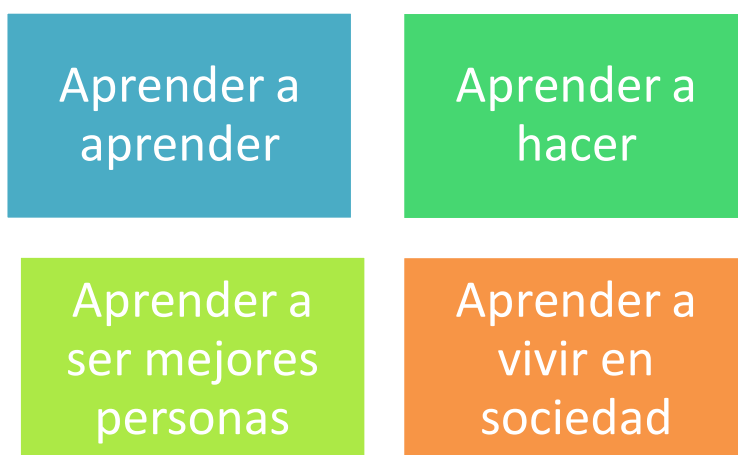 Aprender a
aprender
Aprender a
hacer
Aprender a
ser mejores
personas
Aprender a
vivir en
sociedad